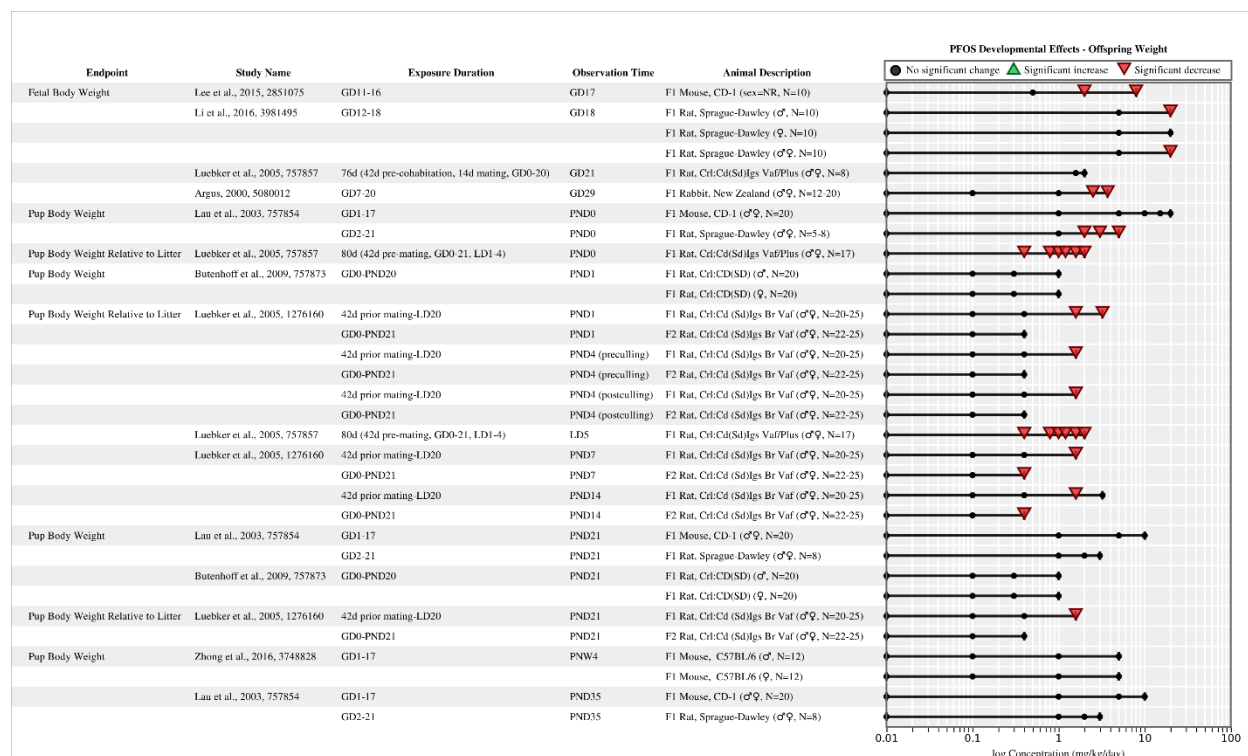 PFOS Developmental Effects - Offspring Weight
Endpoint Study Name Exposure Duration Observation Time Animal Description
No significant change Significant increase Significant decrease
Fetal Body Weight Lee et al., 2015, 2851075 GD11-16 GD17 F1 Mouse, CD-1 (sex=NR, N=10)
Li et al., 2016, 3981495 GD12-18 GD18 F1 Rat, Sprague-Dawley (♂, N=10)
F1 Rat, Sprague-Dawley (♀, N=10)
F1 Rat, Sprague-Dawley (♂♀, N=10)
Luebker et al., 2005, 757857 76d (42d pre-cohabitation, 14d mating, GD0-20) GD21 F1 Rat, Crl:Cd(Sd)Igs Vaf/Plus (♂♀, N=8)
Argus, 2000, 5080012 GD7-20 GD29 F1 Rabbit, New Zealand (♂♀, N=12-20)
Pup Body Weight Lau et al., 2003, 757854 GD1-17 PND0 F1 Mouse, CD-1 (♂♀, N=20)
GD2-21 PND0 F1 Rat, Sprague-Dawley (♂♀, N=5-8)
Pup Body Weight Relative to Litter Luebker et al., 2005, 757857 80d (42d pre-mating, GD0-21, LD1-4) PND0 F1 Rat, Crl:Cd(Sd)Igs Vaf/Plus (♂♀, N=17)
Pup Body Weight Butenhoff et al., 2009, 757873 GD0-PND20 PND1 F1 Rat, Crl:CD(SD) (♂, N=20)
F1 Rat, Crl:CD(SD) (♀, N=20)
Pup Body Weight Relative to Litter Luebker et al., 2005, 1276160 42d prior mating-LD20 PND1 F1 Rat, Crl:Cd (Sd)Igs Br Vaf (♂♀, N=20-25)
GD0-PND21 PND1 F2 Rat, Crl:Cd (Sd)Igs Br Vaf (♂♀, N=22-25)
42d prior mating-LD20 PND4 (preculling) F1 Rat, Crl:Cd (Sd)Igs Br Vaf (♂♀, N=20-25)
GD0-PND21 PND4 (preculling) F2 Rat, Crl:Cd (Sd)Igs Br Vaf (♂♀, N=22-25)
42d prior mating-LD20 PND4 (postculling) F1 Rat, Crl:Cd (Sd)Igs Br Vaf (♂♀, N=20-25)
GD0-PND21 PND4 (postculling) F2 Rat, Crl:Cd (Sd)Igs Br Vaf (♂♀, N=22-25)
Luebker et al., 2005, 757857 80d (42d pre-mating, GD0-21, LD1-4) LD5 F1 Rat, Crl:Cd(Sd)Igs Vaf/Plus (♂♀, N=17)
Luebker et al., 2005, 1276160 42d prior mating-LD20 PND7 F1 Rat, Crl:Cd (Sd)Igs Br Vaf (♂♀, N=20-25)
GD0-PND21 PND7 F2 Rat, Crl:Cd (Sd)Igs Br Vaf (♂♀, N=22-25)
42d prior mating-LD20 PND14 F1 Rat, Crl:Cd (Sd)Igs Br Vaf (♂♀, N=20-25)
GD0-PND21 PND14 F2 Rat, Crl:Cd (Sd)Igs Br Vaf (♂♀, N=22-25)
Pup Body Weight Lau et al., 2003, 757854 GD1-17 PND21 F1 Mouse, CD-1 (♂♀, N=20)
GD2-21 PND21 F1 Rat, Sprague-Dawley (♂♀, N=8)
Butenhoff et al., 2009, 757873 GD0-PND20 PND21 F1 Rat, Crl:CD(SD) (♂, N=20)
F1 Rat, Crl:CD(SD) (♀, N=20)
Pup Body Weight Relative to Litter Luebker et al., 2005, 1276160 42d prior mating-LD20 PND21 F1 Rat, Crl:Cd (Sd)Igs Br Vaf (♂♀, N=20-25)
GD0-PND21 PND21 F2 Rat, Crl:Cd (Sd)Igs Br Vaf (♂♀, N=22-25)
Pup Body Weight Zhong et al., 2016, 3748828 GD1-17 PNW4 F1 Mouse, C57BL/6 (♂, N=12)
F1 Mouse, C57BL/6 (♀, N=12)
Lau et al., 2003, 757854 GD1-17 PND35 F1 Mouse, CD-1 (♂♀, N=20)
GD2-21 PND35 F1 Rat, Sprague-Dawley (♂♀, N=8)
0.01 0.1 1 10 100
log Concentration (mg/kg/day)